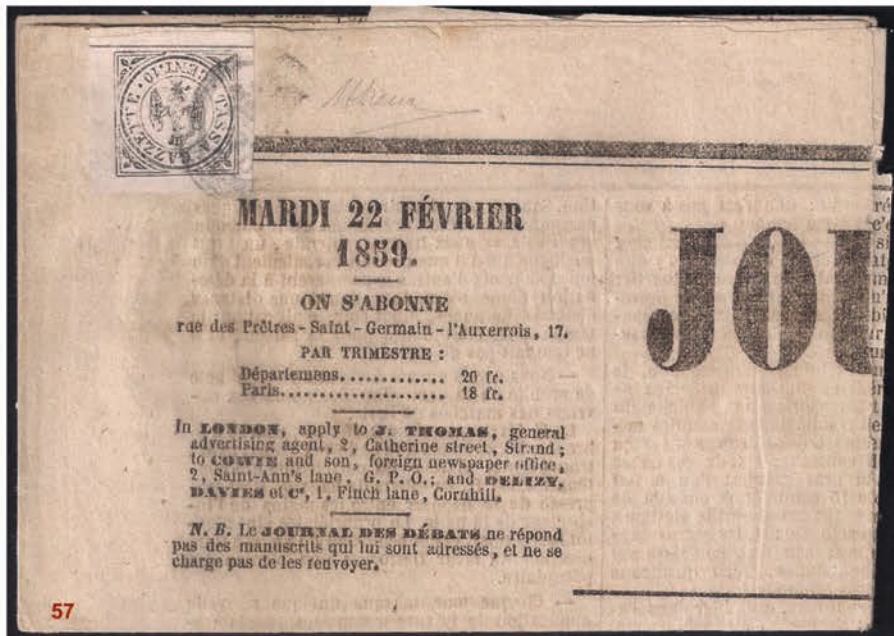 TASSA GAZZETTE · CENT. 10 ·
MARDI 22 FÉVRIER
1859.
ON S'ABONNE
rue des Prêtres-Saint-Germain-l'Auxerrois, 17.
PAR TRIMESTRE :
Départemens............. 20 fr.
Paris.................. 18 fr.
In LONDON, apply to J. THOMAS, general
advertising agent, 2, Catherine street, Strand;
to COWIE and son, foreign newspaper office,
2, Saint-Ann's lane, G. P. O.; and DELIZY,
DAVIES et Cᵉ, 1, Finch lane, Cornhill.
N. B. Le JOURNAL DES DÉBATS ne répond
pas des manuscrits qui lui sont adressés, et ne se
charge pas de les renvoyer.
JOU
57